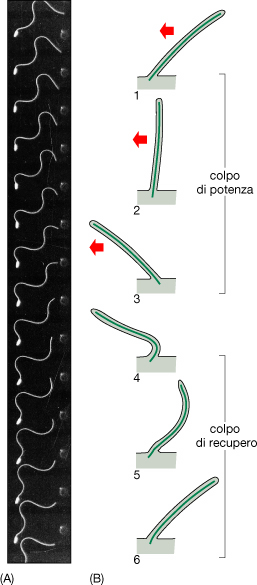 1
colpo
di potenza
2
3
4
colpo
di recupero
5
6
(A)
(B)